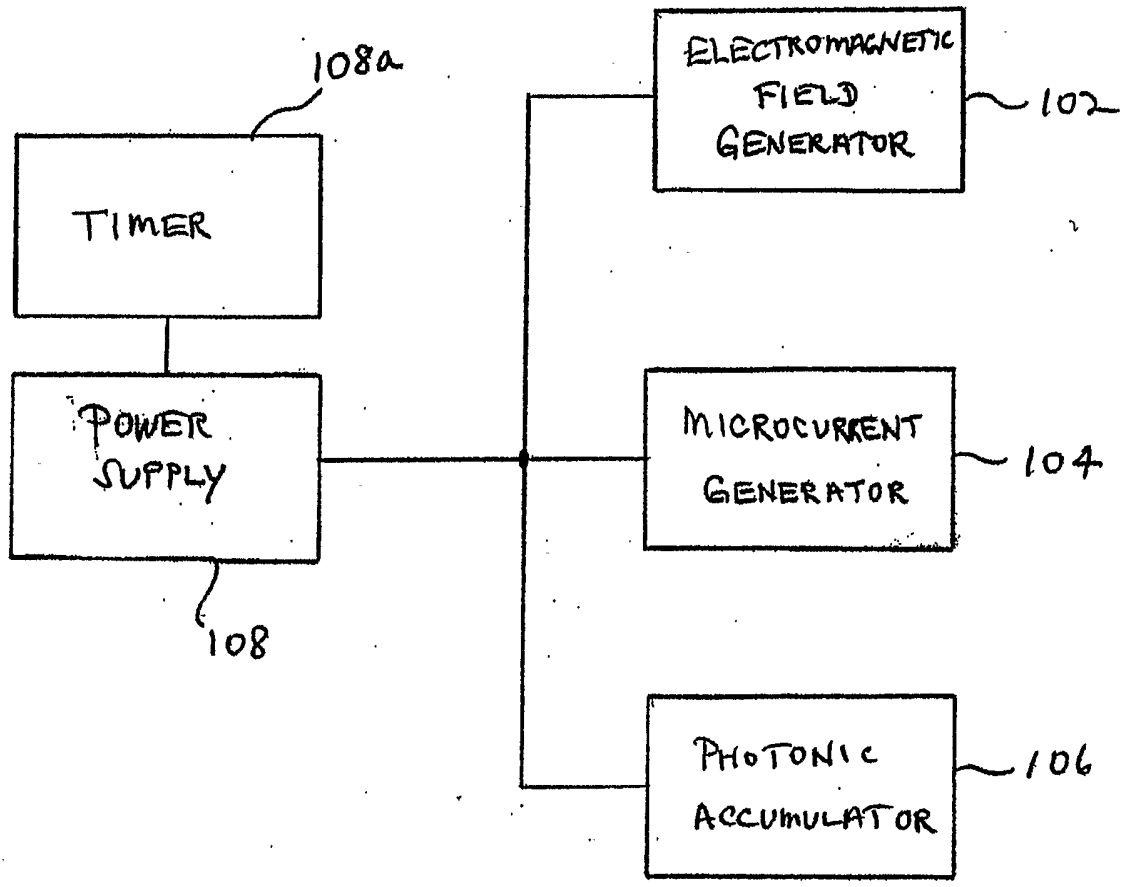 108a
TIMER
POWER
SUPPLY
108
ELECTROMAGNETIC
FIELD
GENERATOR
102
MICROCURRENT
GENERATOR
104
PHOTONIC
ACCUMULATOR
106